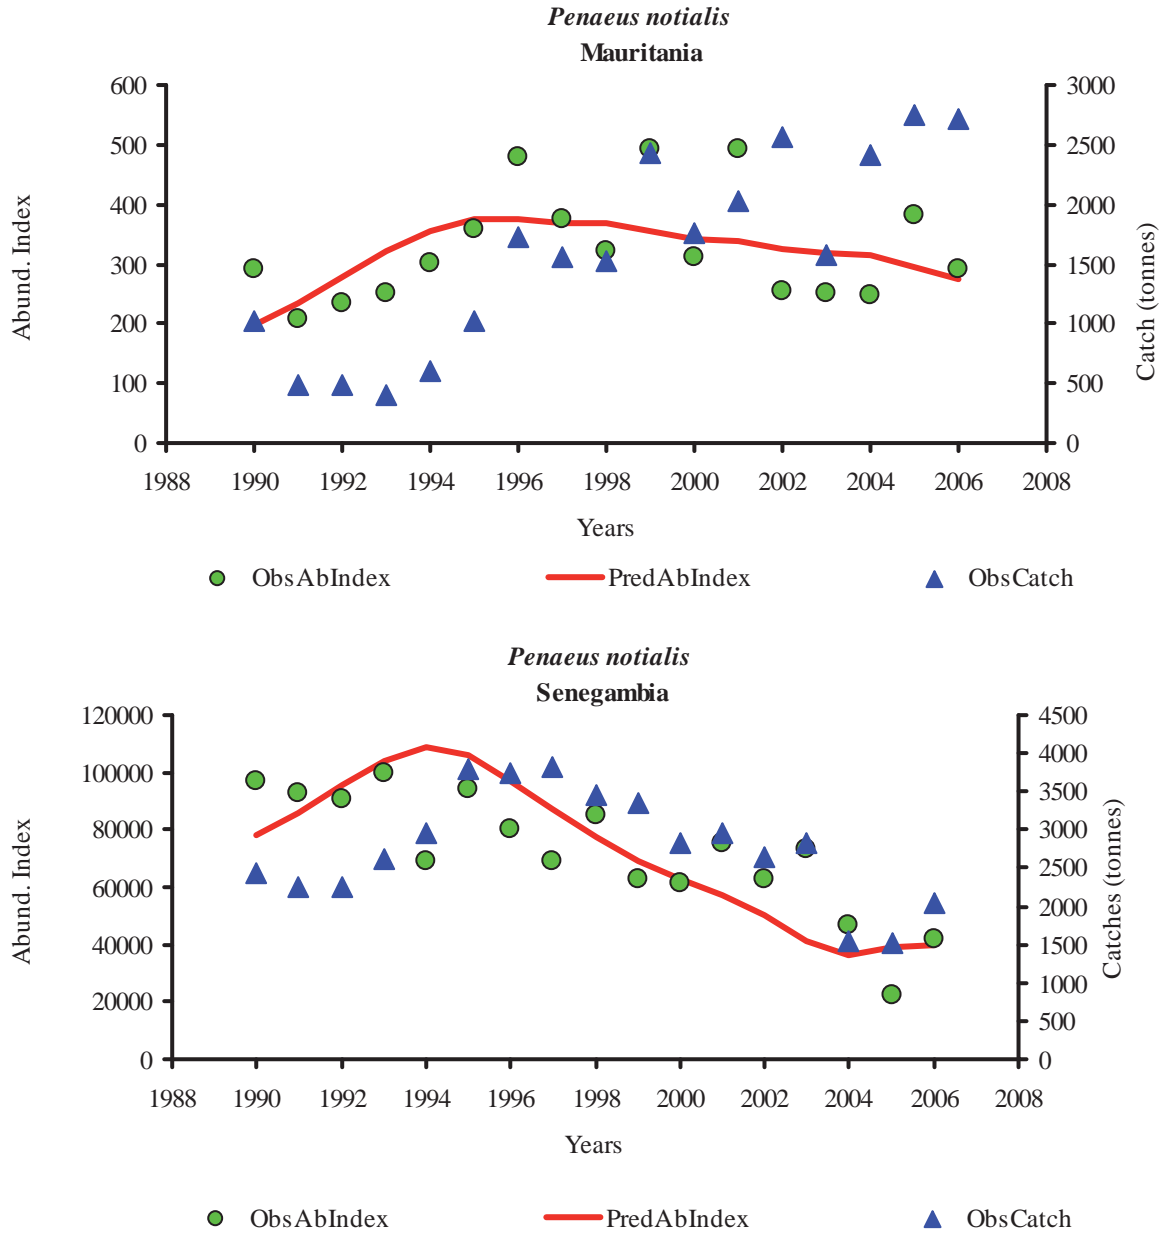 Penaeus notialis
Mauritania
600
500
400
300
200
100
0
Abund. Index
3000
2500
2000
1500
1000
500
0
Catch (tonnes)
1988 1990 1992 1994 1996 1998 2000 2002 2004 2006 2008
Years
ObsAbIndex PredAbIndex ObsCatch
Penaeus notialis
Senegambia
120000
100000
80000
60000
40000
20000
0
Abund. Index
4500
4000
3500
3000
2500
2000
1500
1000
500
0
Catches (tonnes)
1988 1990 1992 1994 1996 1998 2000 2002 2004 2006 2008
Years
ObsAbIndex PredAbIndex ObsCatch